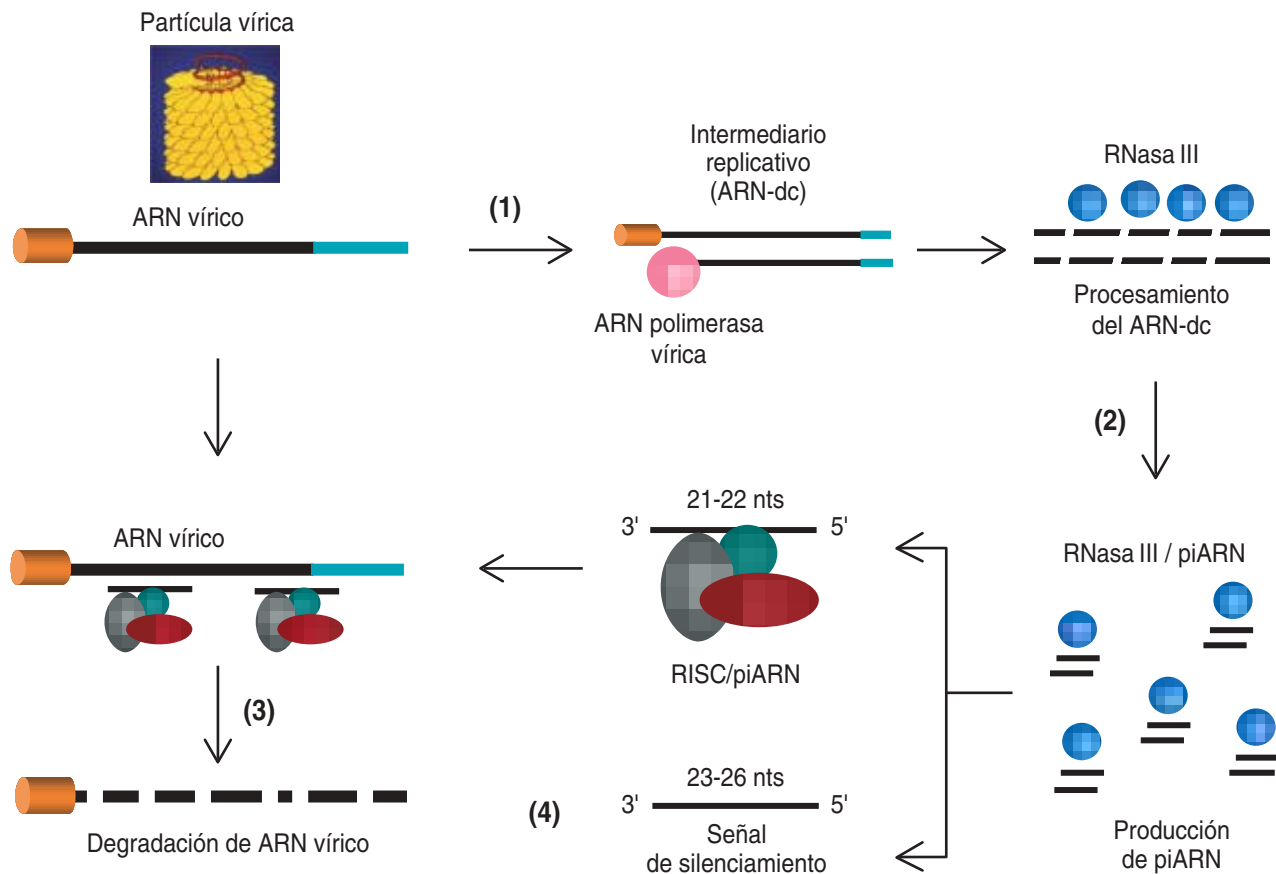 Partícula vírica
ARN vírico
(1)
Intermediario
replicativo
(ARN-dc)
ARN polimerasa
vírica
RNasa III
Procesamiento
del ARN-dc
(2)
RNasa III / piARN
Producción
de piARN
21-22 nts
3' 5'
RISC/piARN
23-26 nts
3' 5'
Señal
de silenciamiento
(4)
ARN vírico
(3)
Degradación de ARN vírico